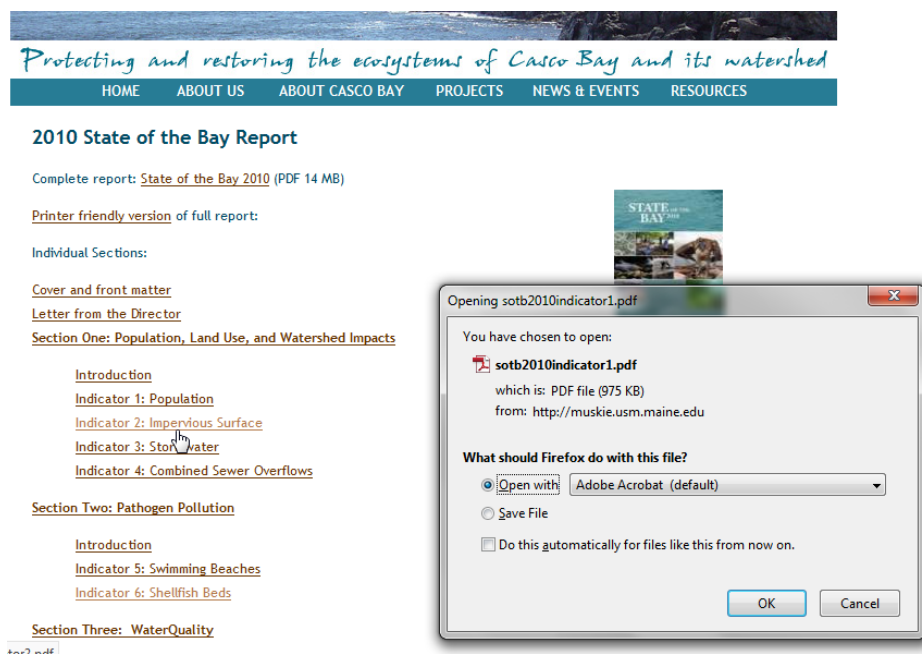 Protecting and restoring the ecosystems of Casco Bay and its watershed
HOME ABOUT US ABOUT CASCO BAY PROJECTS NEWS & EVENTS RESOURCES
2010 State of the Bay Report
Complete report: State of the Bay 2010 (PDF 14 MB)
Printer friendly version of full report:
Individual Sections:
Cover and front matter
Letter from the Director
Section One: Population, Land Use, and Watershed Impacts
Introduction
Indicator 1: Population
Indicator 2: Impervious Surface
Indicator 3: Stormwater
Indicator 4: Combined Sewer Overflows
Section Two: Pathogen Pollution
Introduction
Indicator 5: Swimming Beaches
Indicator 6: Shellfish Beds
Section Three: WaterQuality
tor2.pdf
STATE OF THE
BAY 2010
Opening sotb2010indicator1.pdf
You have chosen to open:
sotb2010indicator1.pdf
which is: PDF file (975 KB)
from: http://muskie.usm.maine.edu
What should Firefox do with this file?
Open with Adobe Acrobat (default)
Save File
Do this automatically for files like this from now on.
OK Cancel